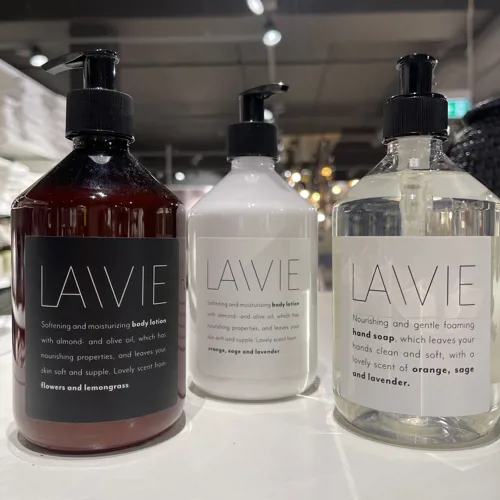 LAVVIE
Softening and moisturizing body lotion
with almond- and olive oil, which has
nourishing properties, and leaves your
skin soft and supple. Lovely scent from
flowers and lemongrass.
LAVVIE
Softening and moisturizing body lotion
with almond- and olive oil, which has
nourishing properties, and leaves your
skin soft and supple. Lovely scent from
orange, sage and lavender
LAVVIE
Nourishing and gentle foaming
hand soap, which leaves your
hands clean and soft, with a
lovely scent of orange, sage
and lavender.